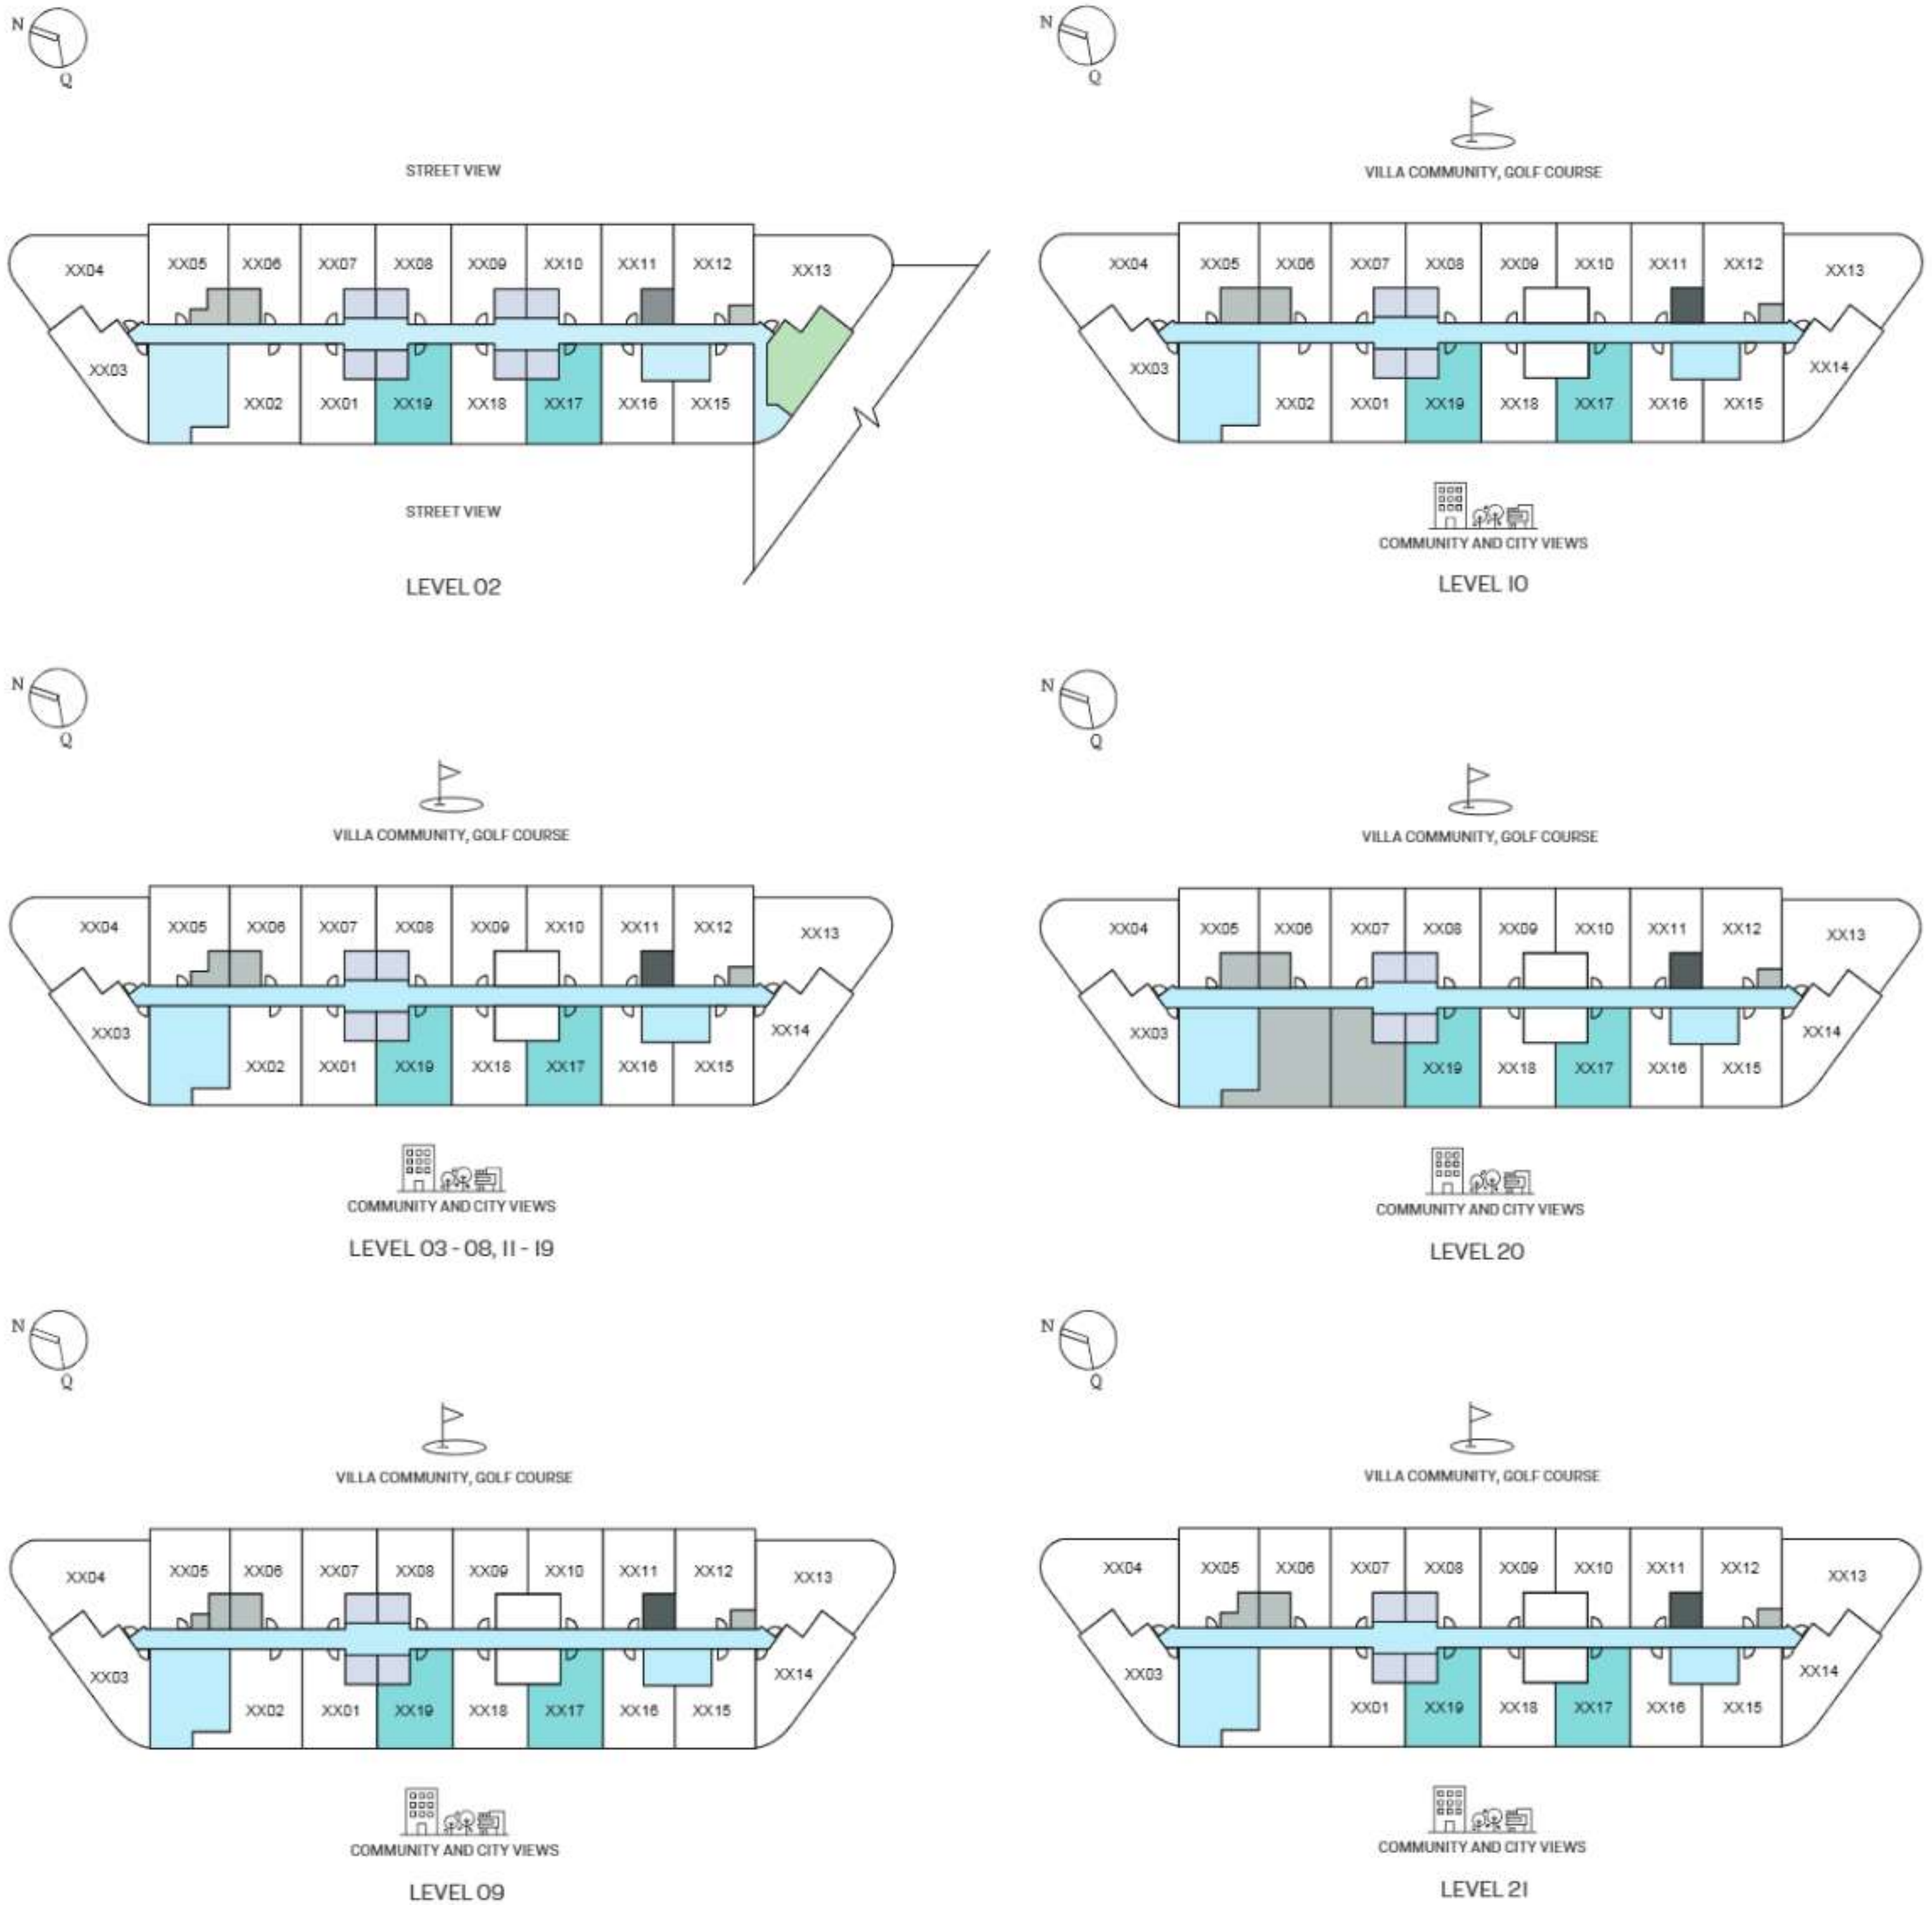 N
Q
STREET VIEW
XX04 XX05 XX06 XX07 XX08 XX09 XX10 XX11 XX12 XX13
XX03 XX02 XX01 XX19 XX18 XX17 XX16 XX15
STREET VIEW
LEVEL 02
N
Q
VILLA COMMUNITY, GOLF COURSE
XX04 XX05 XX06 XX07 XX08 XX09 XX10 XX11 XX12 XX13
XX03 XX02 XX01 XX19 XX18 XX17 XX16 XX15 XX14
COMMUNITY AND CITY VIEWS
LEVEL 10
N
Q
VILLA COMMUNITY, GOLF COURSE
XX04 XX05 XX06 XX07 XX08 XX09 XX10 XX11 XX12 XX13
XX03 XX02 XX01 XX19 XX18 XX17 XX16 XX15 XX14
COMMUNITY AND CITY VIEWS
LEVEL 03 - 08, 11 - 19
N
Q
VILLA COMMUNITY, GOLF COURSE
XX04 XX05 XX06 XX07 XX08 XX09 XX10 XX11 XX12 XX13
XX03 XX19 XX18 XX17 XX16 XX15 XX14
COMMUNITY AND CITY VIEWS
LEVEL 20
N
Q
VILLA COMMUNITY, GOLF COURSE
XX04 XX05 XX06 XX07 XX08 XX09 XX10 XX11 XX12 XX13
XX03 XX02 XX01 XX19 XX18 XX17 XX16 XX15 XX14
COMMUNITY AND CITY VIEWS
LEVEL 09
N
Q
VILLA COMMUNITY, GOLF COURSE
XX04 XX05 XX06 XX07 XX08 XX09 XX10 XX11 XX12 XX13
XX03 XX01 XX19 XX18 XX17 XX16 XX15 XX14
COMMUNITY AND CITY VIEWS
LEVEL 21